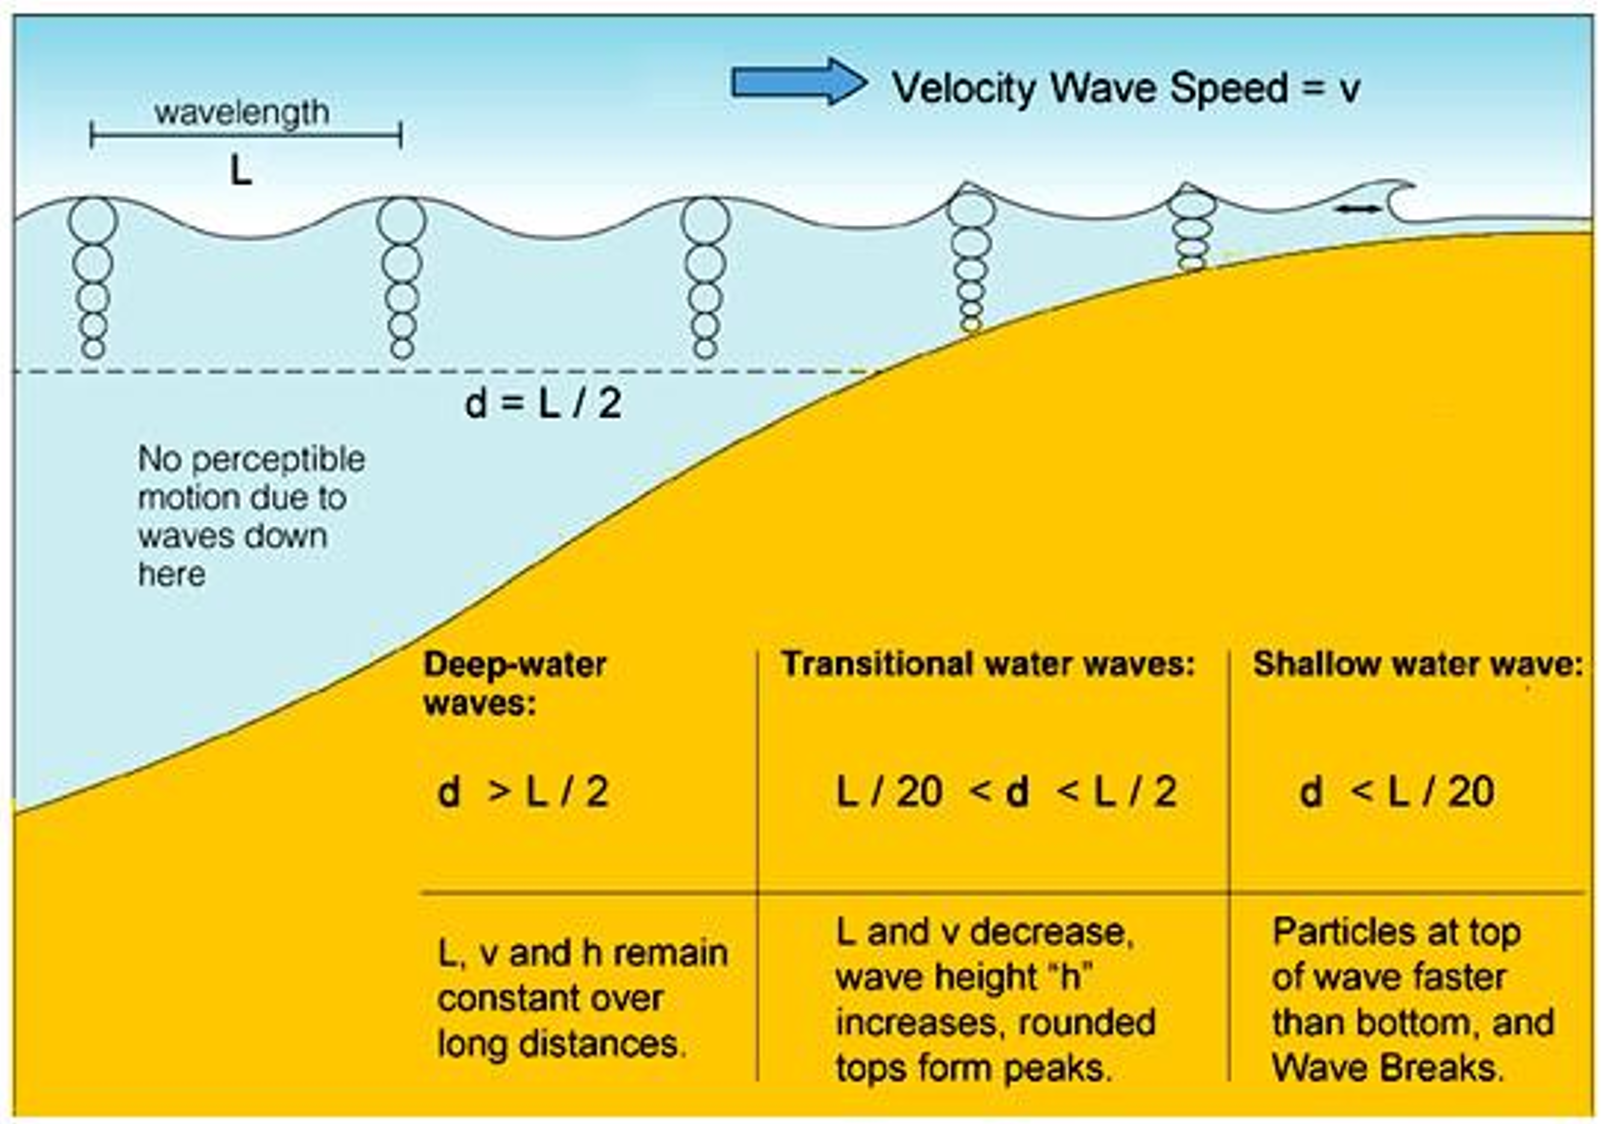 Velocity Wave Speed = v
wavelength
L
d = L / 2
No perceptible
motion due to
waves down
here
Deep-water
waves:
d > L / 2
L, v and h remain
constant over
long distances.
Transitional water waves:
L / 20 < d < L / 2
L and v decrease,
wave height “h”
increases, rounded
tops form peaks.
Shallow water wave:
d < L / 20
Particles at top
of wave faster
than bottom, and
Wave Breaks.